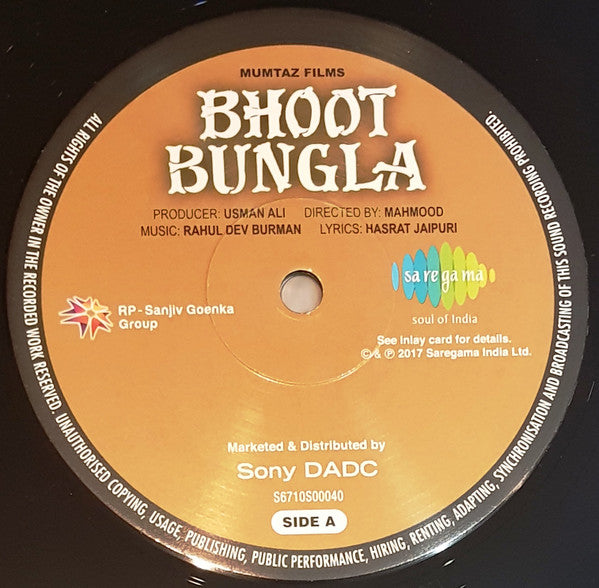 MUMTAZ FILMS
BHOOT
BUNGLA
PRODUCER: USMAN ALI DIRECTED BY: MAHMOOD
MUSIC: RAHUL DEV BURMAN LYRICS: HASRAT JAIPURI
sa re ga ma
soul of India
RP-Sanjiv Goenka
Group
See inlay card for details.
© & ℗ 2017 Saregama India Ltd.
Marketed & Distributed by
Sony DADC
S6710S00040
SIDE A
ALL RIGHTS OF THE OWNER IN THE RECORDED WORK RESERVED. UNAUTHORISED COPYING, USAGE, PUBLISHING, PUBLIC PERFORMANCE, HIRING, RENTING, ADAPTING, SYNCHRONISATION AND BROADCASTING OF THIS SOUND RECORDING PROHIBITED.